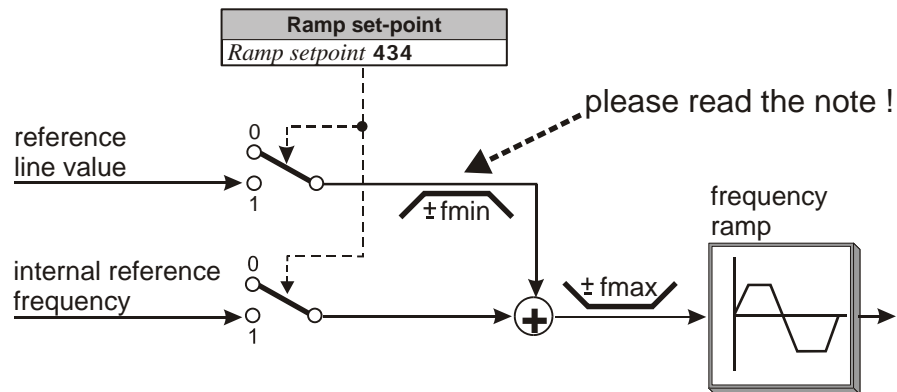 Ramp set-point
Ramp setpoint 434
please read the note !
reference
line value
0
1
± fmin
frequency
ramp
internal reference
frequency
0
1
+
± fmax